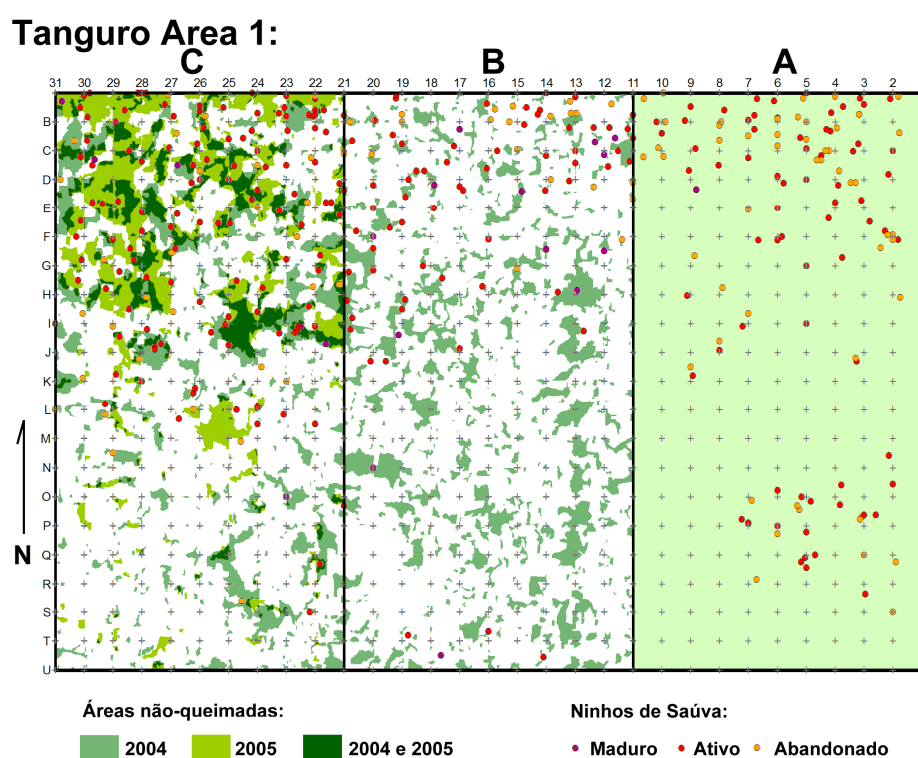 Tanguro Area 1:
C B A
31 30 29 28 27 26 25 24 23 22 21 20 19 18 17 16 15 14 13 12 11 10 9 8 7 6 5 4 3 2
B
C
D
E
F
G
H
I
J
K
L
M
N
O
P
Q
R
S
T
U
N
Áreas não-queimadas:
2004 2005 2004 e 2005
Ninhos de Saúva:
Maduro Ativo Abandonado